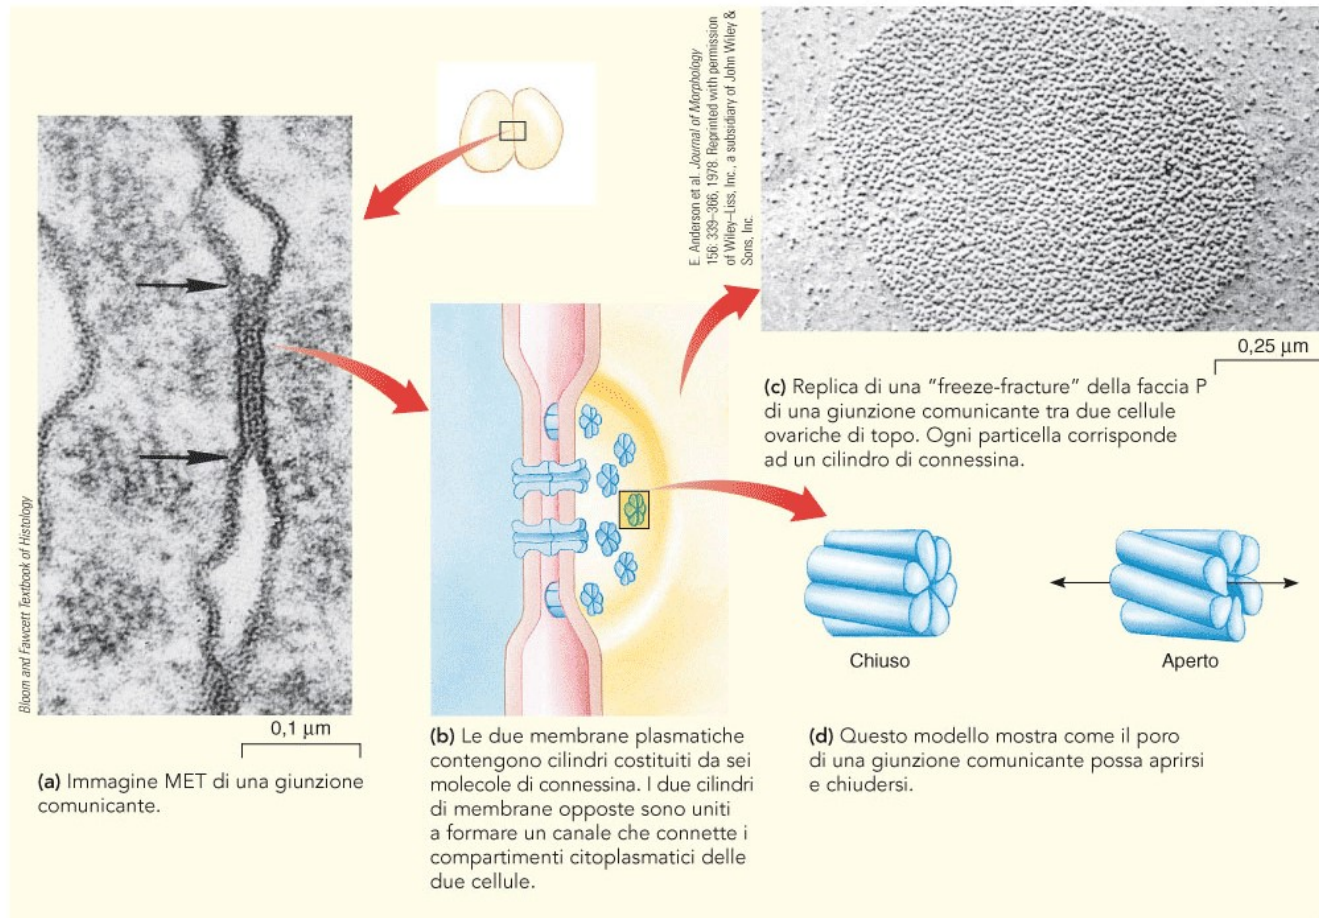 E. Anderson et al. Journal of Morphology
156: 339–366, 1978. Reprinted with permission
of Wiley–Liss, Inc., a subsidiary of John Wiley &
Sons, Inc.
Bloom and Fawcett Textbook of Histology
0,1 µm
(a) Immagine MET di una giunzione
comunicante.
(b) Le due membrane plasmatiche
contengono cilindri costituiti da sei
molecole di connessina. I due cilindri
di membrane opposte sono uniti
a formare un canale che connette i
compartimenti citoplasmatici delle
due cellule.
0,25 µm
(c) Replica di una "freeze-fracture" della faccia P
di una giunzione comunicante tra due cellule
ovariche di topo. Ogni particella corrisponde
ad un cilindro di connessina.
Chiuso
Aperto
(d) Questo modello mostra come il poro
di una giunzione comunicante possa aprirsi
e chiudersi.